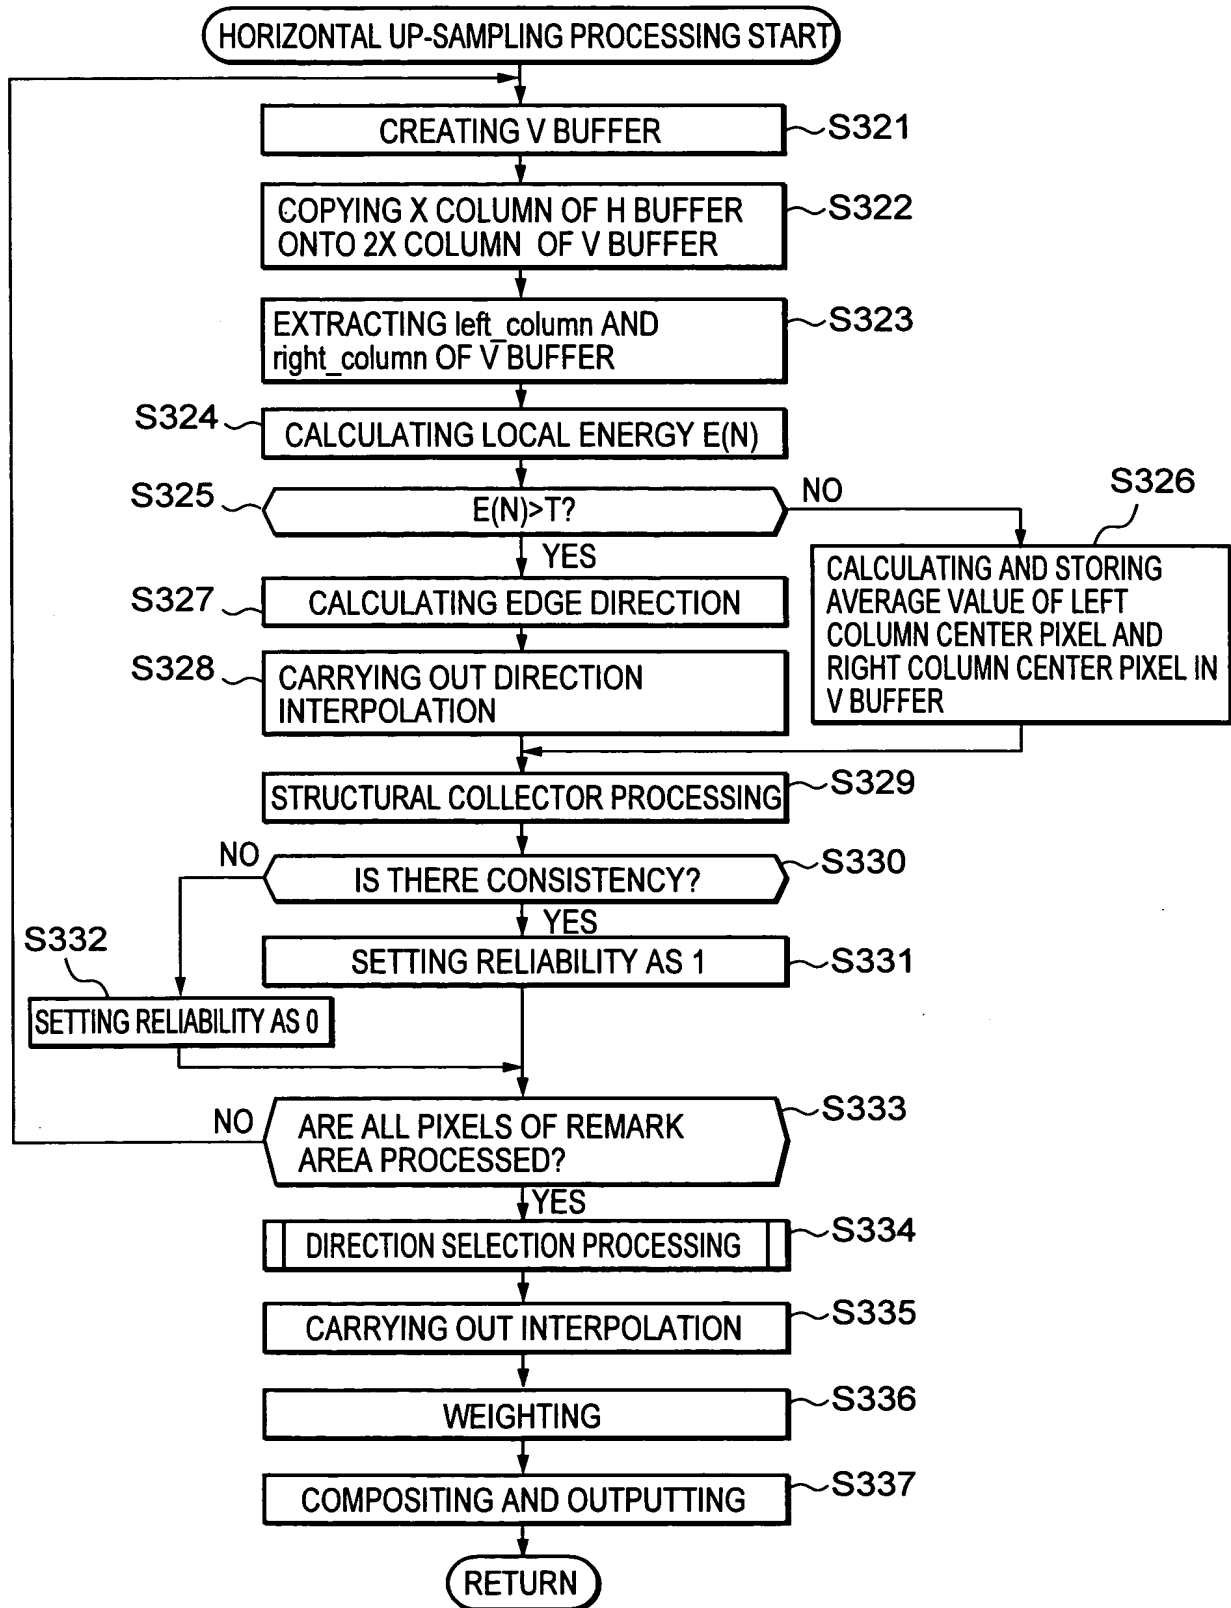 HORIZONTAL UP-SAMPLING PROCESSING START
CREATING V BUFFER
S321
COPYING X COLUMN OF H BUFFER
ONTO 2X COLUMN OF V BUFFER
S322
EXTRACTING left_column AND
right_column OF V BUFFER
S323
S324
CALCULATING LOCAL ENERGY E(N)
S325
E(N)>T?
NO
S326
YES
CALCULATING AND STORING
AVERAGE VALUE OF LEFT
COLUMN CENTER PIXEL AND
RIGHT COLUMN CENTER PIXEL IN
V BUFFER
S327
CALCULATING EDGE DIRECTION
S328
CARRYING OUT DIRECTION
INTERPOLATION
STRUCTURAL COLLECTOR PROCESSING
S329
NO
IS THERE CONSISTENCY?
S330
YES
S332
SETTING RELIABILITY AS 1
S331
SETTING RELIABILITY AS 0
NO
ARE ALL PIXELS OF REMARK
AREA PROCESSED?
S333
YES
DIRECTION SELECTION PROCESSING
S334
CARRYING OUT INTERPOLATION
S335
WEIGHTING
S336
COMPOSITING AND OUTPUTTING
S337
RETURN